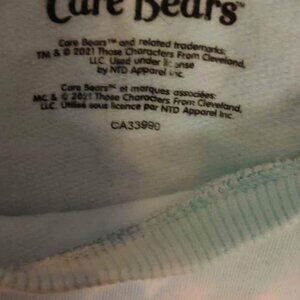 Care Bears™
Care Bears™ and related trademarks
TM & © 2021 Those Characters From Cleveland,
LLC. Used under license
by NTD Apparel Inc.
Care Bears™ et marques associées:
MC & © 2021 Those Characters From Cleveland,
LLC. Utilisé sous licence par NTD Apparel Inc.
CA33990